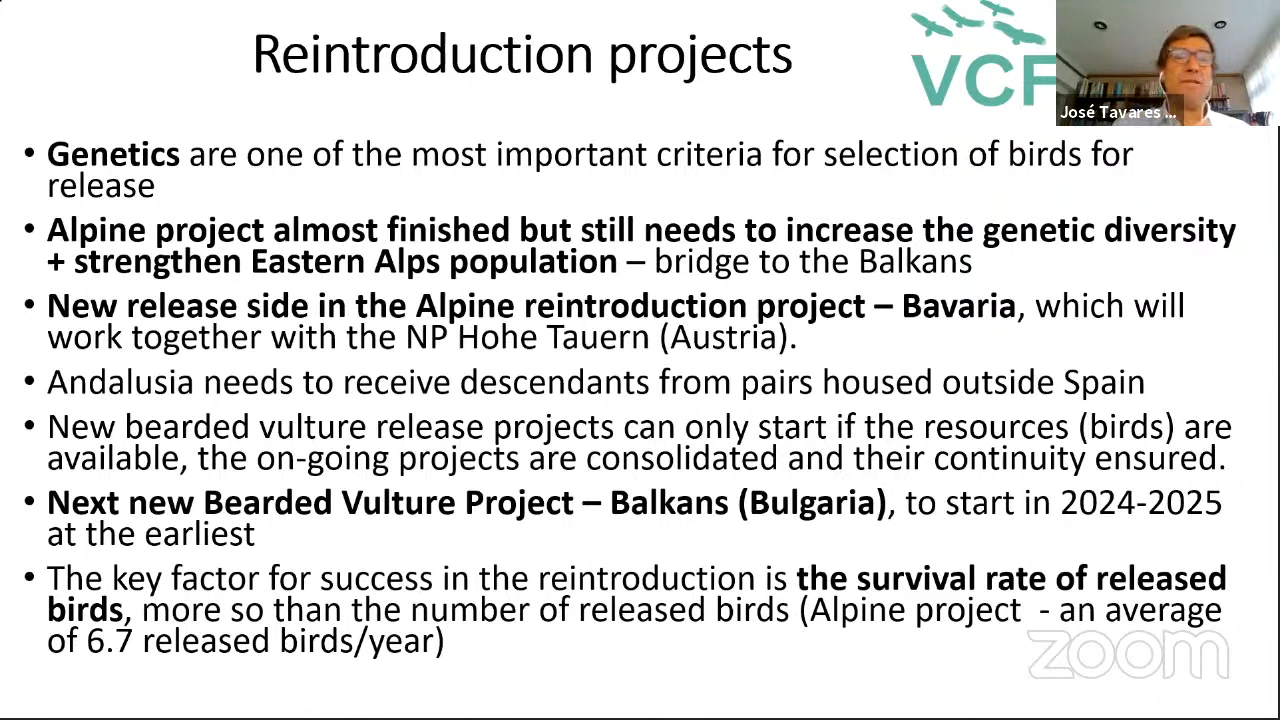 Reintroduction projects
VCF
José Tavares ...
• Genetics are one of the most important criteria for selection of birds for
release
• Alpine project almost finished but still needs to increase the genetic diversity
+ strengthen Eastern Alps population – bridge to the Balkans
• New release side in the Alpine reintroduction project – Bavaria, which will
work together with the NP Hohe Tauern (Austria).
• Andalusia needs to receive descendants from pairs housed outside Spain
• New bearded vulture release projects can only start if the resources (birds) are
available, the on-going projects are consolidated and their continuity ensured.
• Next new Bearded Vulture Project – Balkans (Bulgaria), to start in 2024-2025
at the earliest
• The key factor for success in the reintroduction is the survival rate of released
birds, more so than the number of released birds (Alpine project - an average
of 6.7 released birds/year)
zoom